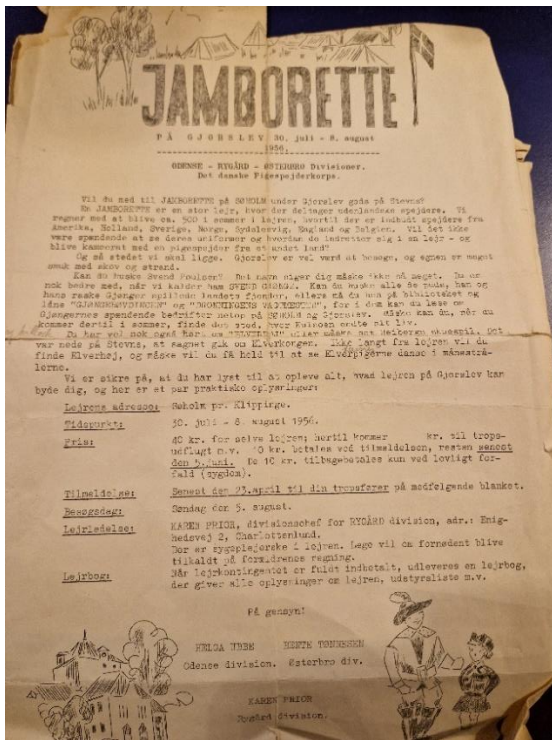 JAMBORETTE
PÅ GJORSLEV 30. juli - 8. august
1956.
ODENSE - RYGÅRD - ØSTERBRO Divisioner.
Det danske Pigespejderkorps.
Vil du med til JAMBORETTE på SØHOLM under Gjorslev gods på Stevns?
En JAMBORETTE er en stor lejr, hvor der deltager udenlandske spejdere. Vi
regner med at blive ca. 500 i sommer i lejren, hvortil der er indbudt spejdere fra
Amerika, Holland, Sverige, Norge, Sydslesvig, England og Belgien. Vil det ikke
være spændende at se deres uniformer og hvordan de indretter sig i en lejr - og
blive kammerat med en pigespejder fra et andet land?
Og så stedet vi skal ligge. Gjorslev er vel værd at besøge, og egnen er meget
smuk med skov og strand.
Kan du huske Svend Poulsen? Det navn siger dig måske ikke så meget. Du er
nok bedre med, når vi kalder ham SVEND GØNGE. Kan du huske alle de puds, han og
hans raske Gjønger spillede landets fjender, ellers må du hen på biblioteket og
låne "GJØNGEHØVDINGEN" og "DRONNINGENS VAGTMESTER", for i dem kan du læse om
Gjøngernes spændende bedrifter netop på SØHOLM og Gjorslev. Måske kan du, når du
kommer dertil i sommer, finde det sted, hvor endte sit liv.
Du har vel nok også hørt om "ELVERHØJ" eller måske set Heibergs skuespil. Det
var nede på Stevns, at sagnet gik om Elverkongen. Ikke langt fra lejren vil du
finde Elverhøj, og måske vil du få held til at se Elverpigerne danse i månestrå-
lerne.
Vi er sikre på, at du har lyst til at opleve alt, hvad lejren på Gjorslev kan
byde dig, og her er et par praktiske oplysninger:
Lejrens adresse: Søholm pr. Klippinge.
Tidspunkt: 30. juli - 8. august 1956.
Pris: 40 kr. for selve lejren; hertil kommer kr. til trops-
udflugt m.v. 10 kr. betales ved tilmeldelsen, resten senest
den 5. juni. De 10 kr. tilbagebetales kun ved lovligt for-
fald (sygdom).
Tilmeldelse: Senest den 23.april til din tropsfører på medfølgende blanket.
Besøgsdag: Søndag den 5. august.
Lejrledelse: KAREN PRIOR, divisionschef for RYGÅRD division, adr.: Enig-
hedsvej 2, Charlottenlund.
Der er sygeplejerske i lejren. Læge vil om fornødent blive
tilkaldt på forældrenes regning.
Lejrbog: Når lejrkontingentet er fuldt indbetalt, udleveres en lejrbog,
der giver alle oplysninger om lejren, udstyrsliste m.v.
På gensyn!
HELGA UBBE TØNNESEN
Odense division. Østerbro div.
KAREN PRIOR
Rygård division.